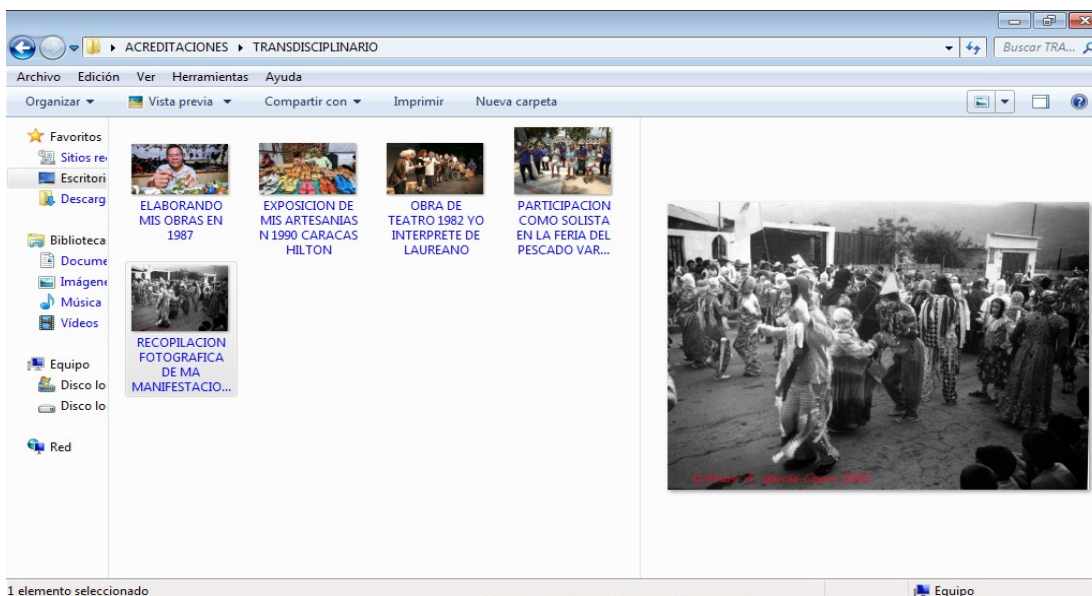 ACREDITACIONES TRANSDISCIPLINARIO
Buscar TRA...
Archivo Edición Ver Herramientas Ayuda
Organizar Vista previa Compartir con Imprimir Nueva carpeta
Favoritos
Sitios re
Escritori
Descarg
Biblioteca
Docume
Imágene
Música
Vídeos
Equipo
Disco lo
Disco lo
Red
ELABORANDO
MIS OBRAS EN
1987
EXPOSICION DE
MIS ARTESANIAS
N 1990 CARACAS
HILTON
OBRA DE
TEATRO 1982 YO
INTERPRETE DE
LAUREANO
PARTICIPACION
COMO SOLISTA
EN LA FERIA DEL
PESCADO VAR...
RECOPILACION
FOTOGRAFICA
DE MA
MANIFESTACIO...
1 elemento seleccionado
Equipo